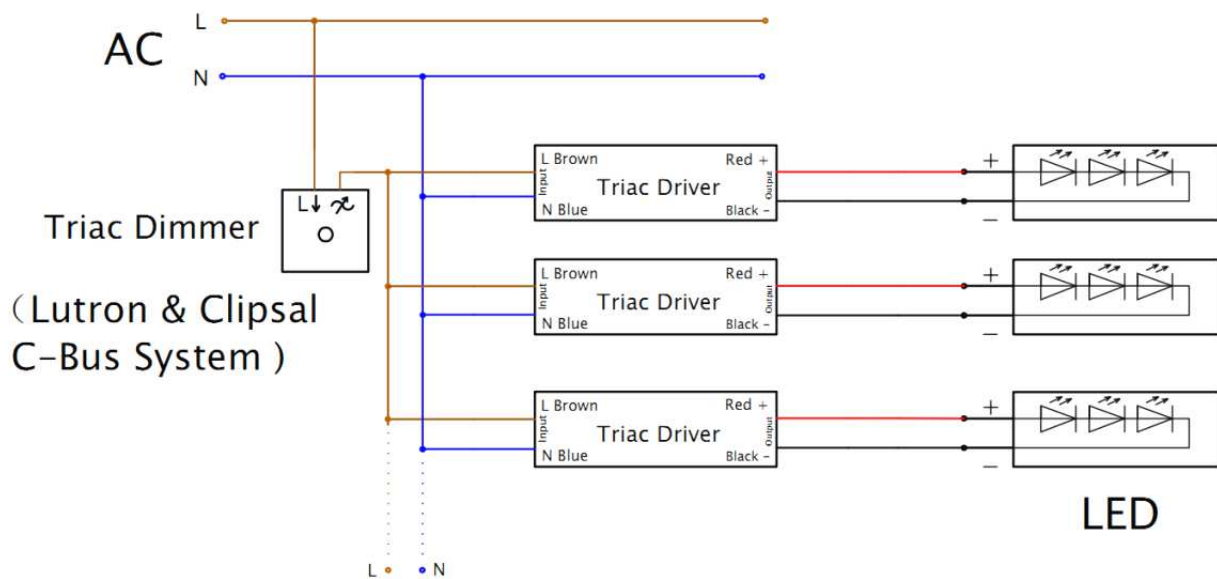 L
AC
N
L Brown
Red +
Input
Triac Driver
Output
N Blue
Black -
+
−
L
Triac Dimmer
(Lutron & Clipsal
C-Bus System )
L Brown
Red +
Input
Triac Driver
Output
N Blue
Black -
+
−
L Brown
Red +
Input
Triac Driver
Output
N Blue
Black -
+
−
LED
L
N